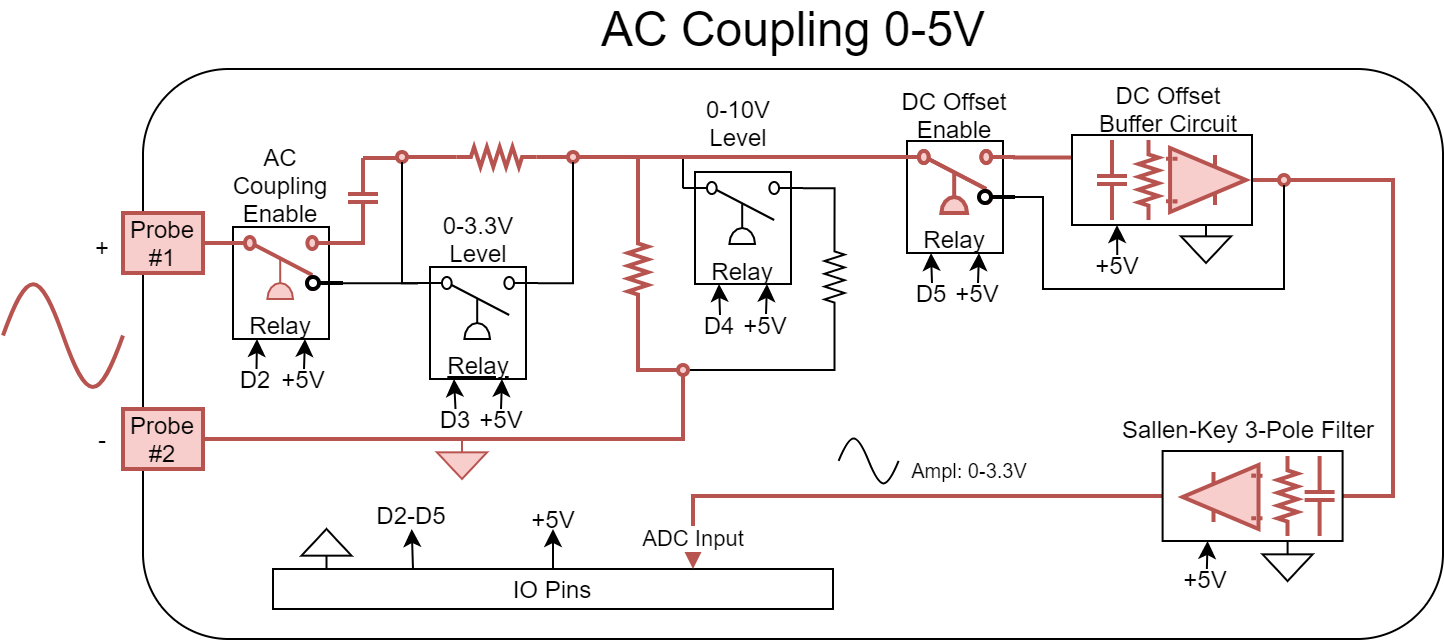 AC Coupling 0-5V
AC
Coupling
Enable
Relay
D2 +5V
Probe
#1
+
Probe
#2
-
0-3.3V
Level
Relay
D3 +5V
0-10V
Level
Relay
D4 +5V
DC Offset
Enable
Relay
D5 +5V
DC Offset
Buffer Circuit
+5V
Sallen-Key 3-Pole Filter
+5V
Ampl: 0-3.3V
ADC Input
D2-D5
+5V
IO Pins